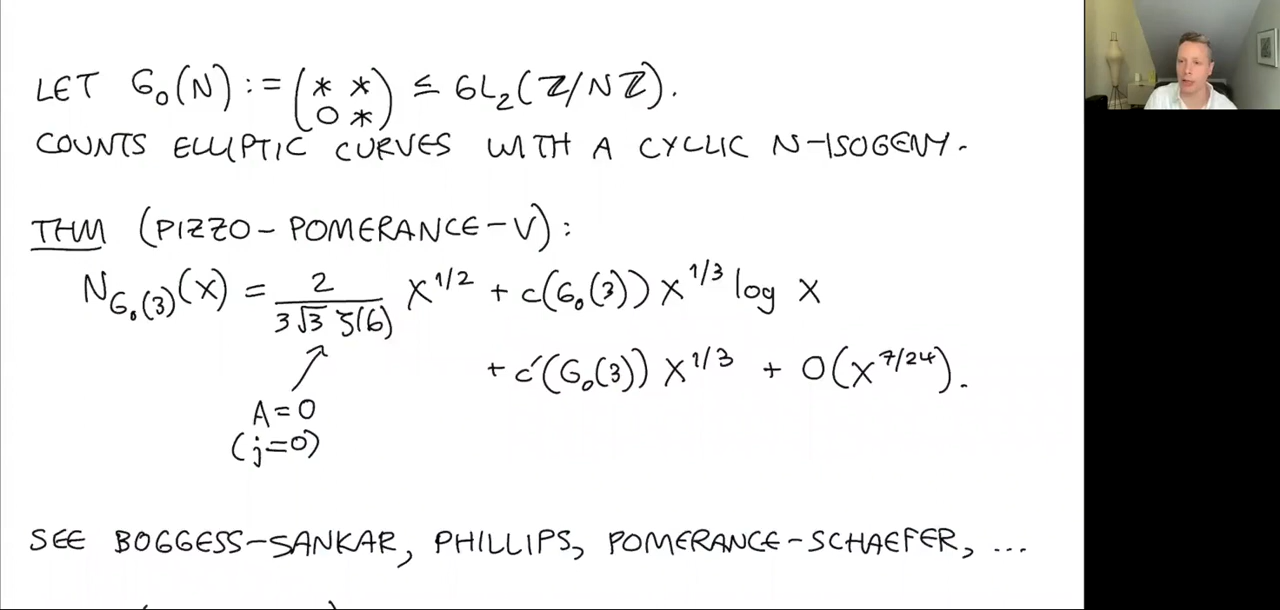 LET G₀(N) := (* * 0 *) ≤ GL₂(ℤ/Nℤ).
COUNTS ELLIPTIC CURVES WITH A CYCLIC N-ISOGENY.
THM (PIZZO-POMERANCE-V):
N_{G₀(3)}(X) = 2/(3√3 ζ(6)) X^{1/2} + c(G₀(3)) X^{1/3} log X
+ c'(G₀(3)) X^{1/3} + O(X^{7/24}).
A=0
(j=0)
SEE BOGGESS-SANKAR, PHILLIPS, POMERANCE-SCHAEFER, ...